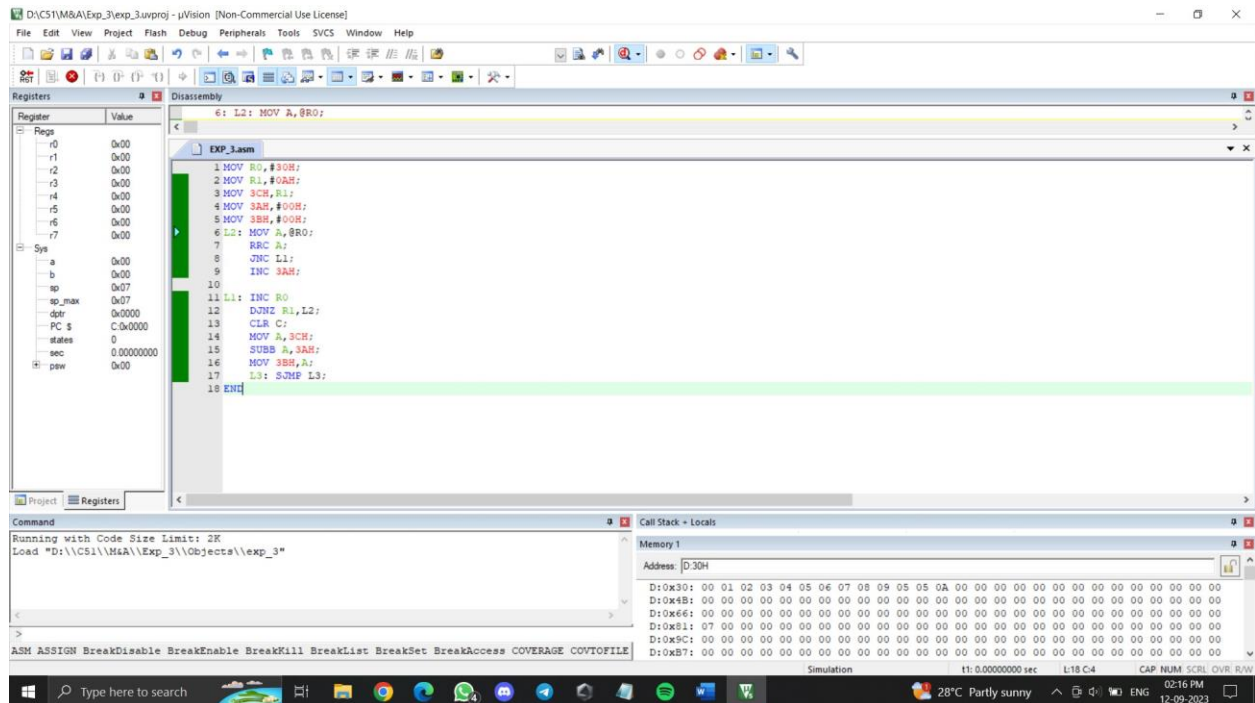 D:\C51\M&A\Exp_3\exp_3.uvproj - µVision [Non-Commercial Use License]
File Edit View Project Flash Debug Peripherals Tools SVCS Window Help
Registers
Register Value
Regs
r0 0x00
r1 0x00
r2 0x00
r3 0x00
r4 0x00
r5 0x00
r6 0x00
r7 0x00
Sys
a 0x00
b 0x00
sp 0x07
sp_max 0x07
dptr 0x0000
PC $ C:0x0000
states 0
sec 0.00000000
psw 0x00
Project Registers
Disassembly
6: L2: MOV A,@R0;
EXP_3.asm
1 MOV R0,#30H;
2 MOV R1,#0AH;
3 MOV 3CH,R1;
4 MOV 3AH,#00H;
5 MOV 3BH,#00H;
6 L2: MOV A,@R0;
7 RRC A;
8 JNC L1;
9 INC 3AH;
10
11 L1: INC R0
12 DJNZ R1,L2;
13 CLR C;
14 MOV A,3CH;
15 SUBB A,3AH;
16 MOV 3BH,A;
17 L3: SJMP L3;
18 END
Command
Running with Code Size Limit: 2K
Load "D:\\C51\\M&A\\Exp_3\\Objects\\exp_3"
>
ASM ASSIGN BreakDisable BreakEnable BreakKill BreakList BreakSet BreakAccess COVERAGE COVTOFILE
Call Stack + Locals
Memory 1
Address: D:30H
D:0x30: 00 01 02 03 04 05 06 07 08 09 05 05 0A 00 00 00 00 00 00 00 00 00 00 00 00 00 00
D:0x4B: 00 00 00 00 00 00 00 00 00 00 00 00 00 00 00 00 00 00 00 00 00 00 00 00 00 00 00
D:0x66: 00 00 00 00 00 00 00 00 00 00 00 00 00 00 00 00 00 00 00 00 00 00 00 00 00 00 00
D:0x81: 07 00 00 00 00 00 00 00 00 00 00 00 00 00 00 00 00 00 00 00 00 00 00 00 00 00 00
D:0x9C: 00 00 00 00 00 00 00 00 00 00 00 00 00 00 00 00 00 00 00 00 00 00 00 00 00 00 00
D:0xB7: 00 00 00 00 00 00 00 00 00 00 00 00 00 00 00 00 00 00 00 00 00 00 00 00 00 00 00
Simulation t1: 0.00000000 sec L:18 C:4 CAP NUM SCRL OVR R/W
Type here to search
28°C Partly sunny ENG 02:16 PM
12-09-2023